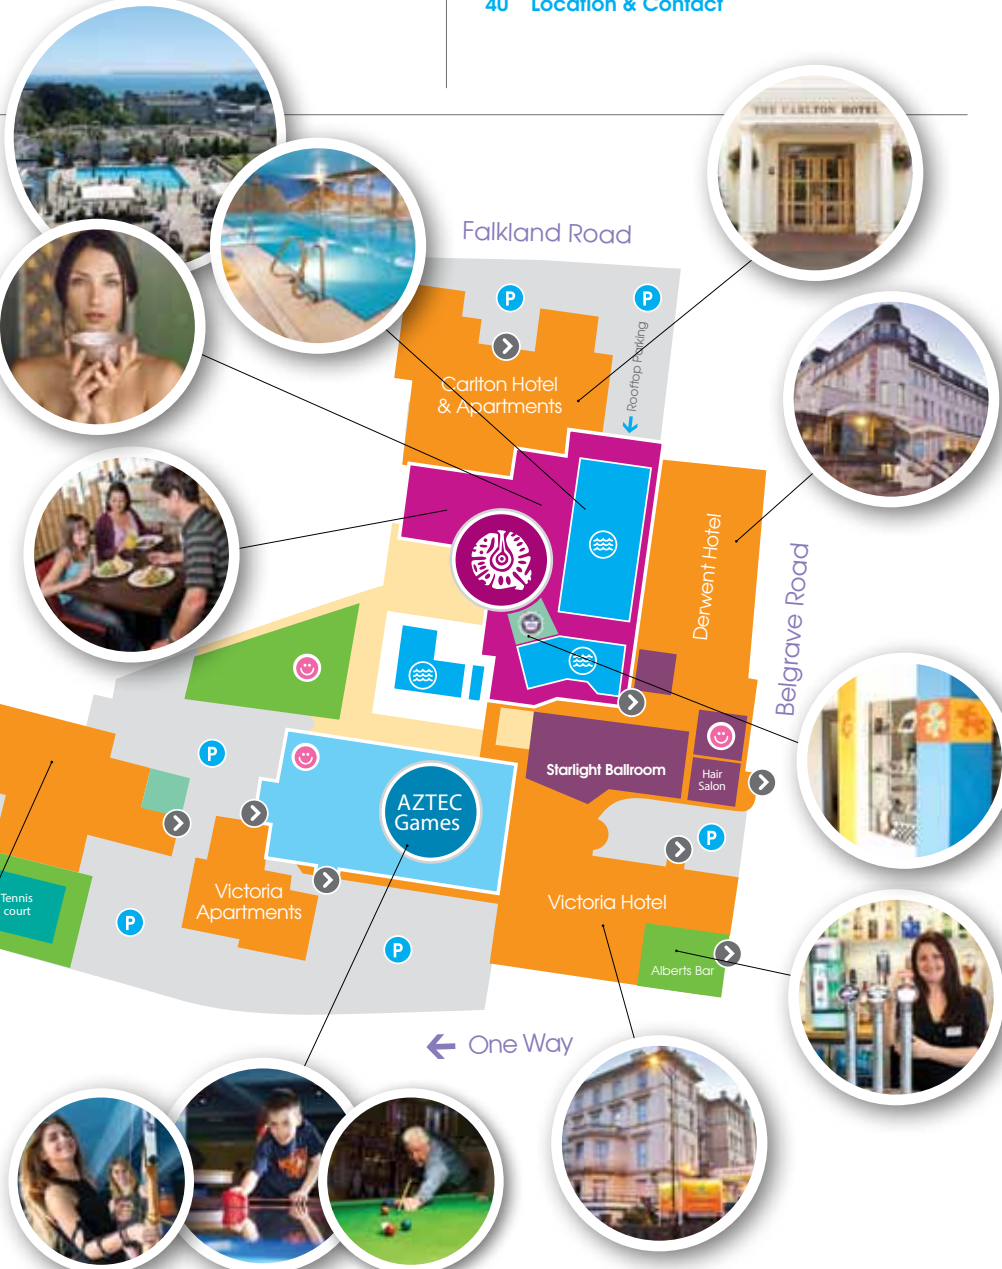 40 Location & Contact
THE CARLTON HOTEL
Falkland Road
P
P
Rooftop Parking
Carlton Hotel
& Apartments
Derwent Hotel
Belgrave Road
P
Starlight Ballroom
Hair
Salon
AZTEC
Games
P
Victoria
Apartments
Victoria Hotel
Tennis
court
P
P
Alberts Bar
One Way